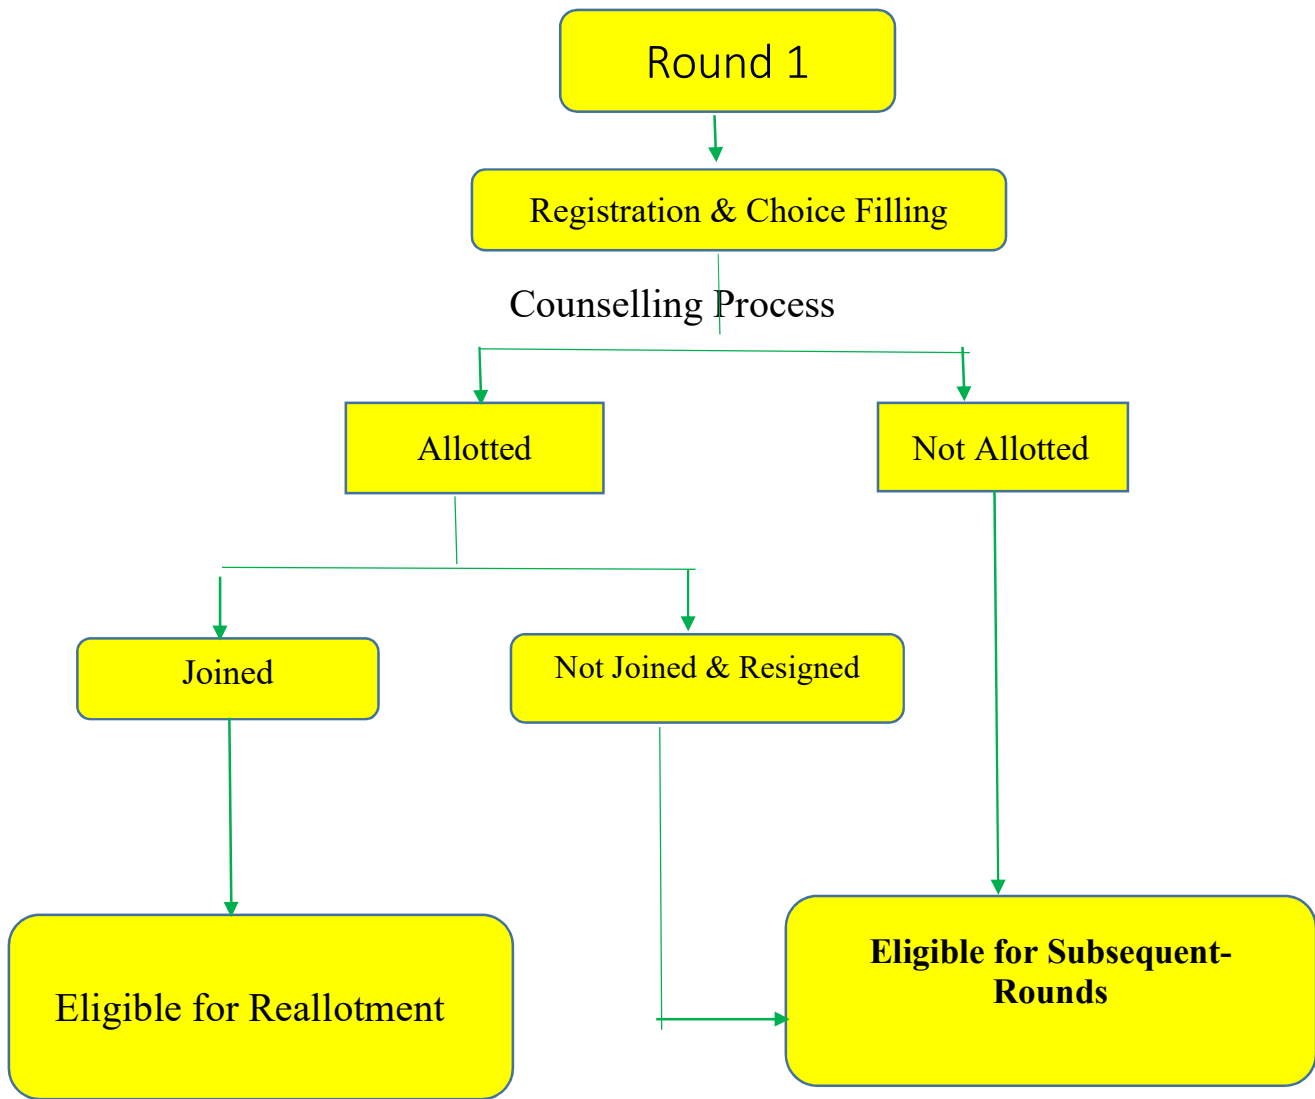 Round 1
Registration & Choice Filling
Counselling Process
Allotted
Not Allotted
Joined
Not Joined & Resigned
Eligible for Reallotment
Eligible for Subsequent-
Rounds